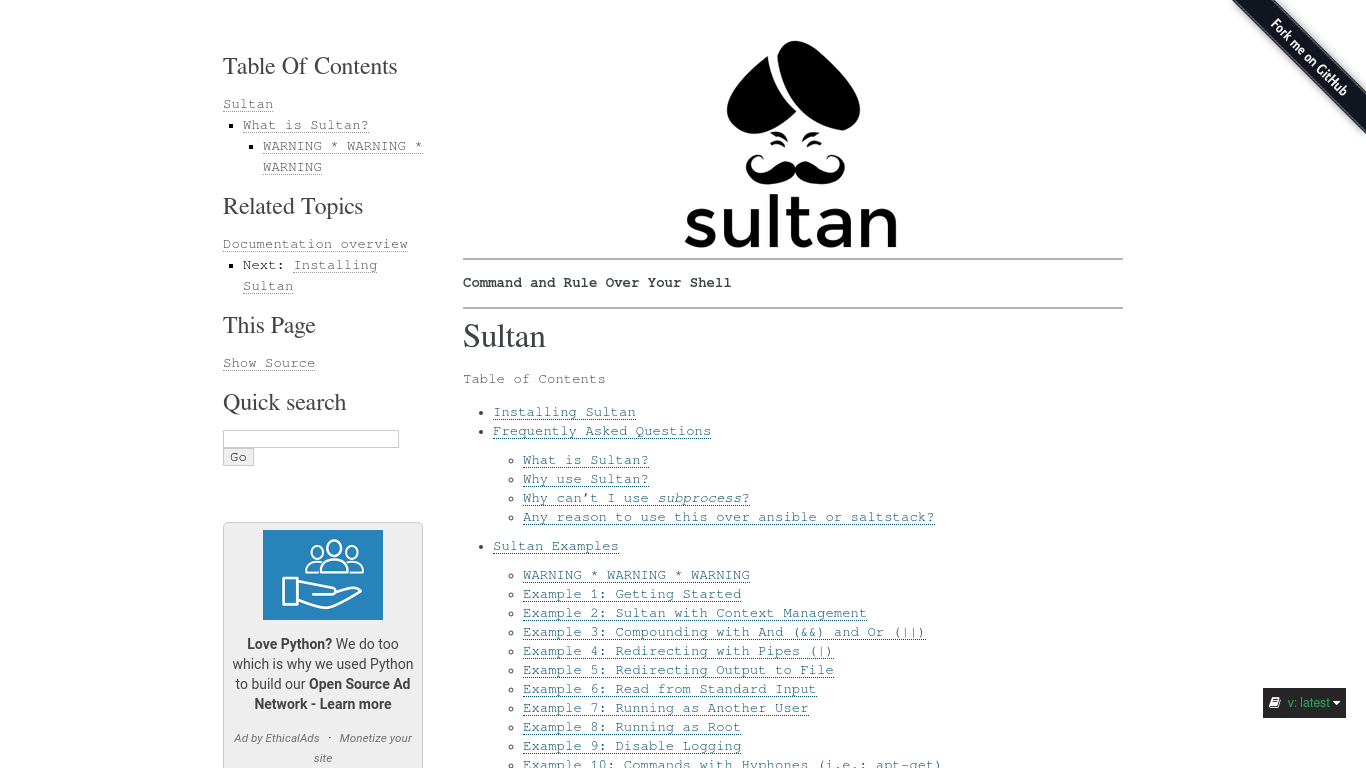 Table Of Contents
Sultan
What is Sultan?
WARNING * WARNING *
WARNING
Related Topics
Documentation overview
Next: Installing
Sultan
This Page
Show Source
Quick search
Go
Love Python? We do too
which is why we used Python
to build our Open Source Ad
Network - Learn more
Ad by EthicalAds · Monetize your
site
sultan
Command and Rule Over Your Shell
Sultan
Table of Contents
Installing Sultan
Frequently Asked Questions
What is Sultan?
Why use Sultan?
Why can’t I use subprocess?
Any reason to use this over ansible or saltstack?
Sultan Examples
WARNING * WARNING * WARNING
Example 1: Getting Started
Example 2: Sultan with Context Management
Example 3: Compounding with And (&&) and Or (||)
Example 4: Redirecting with Pipes (|)
Example 5: Redirecting Output to File
Example 6: Read from Standard Input
Example 7: Running as Another User
Example 8: Running as Root
Example 9: Disable Logging
Example 10: Commands with Hyphones (i.e.: apt-get)
Fork me on GitHub
v: latest